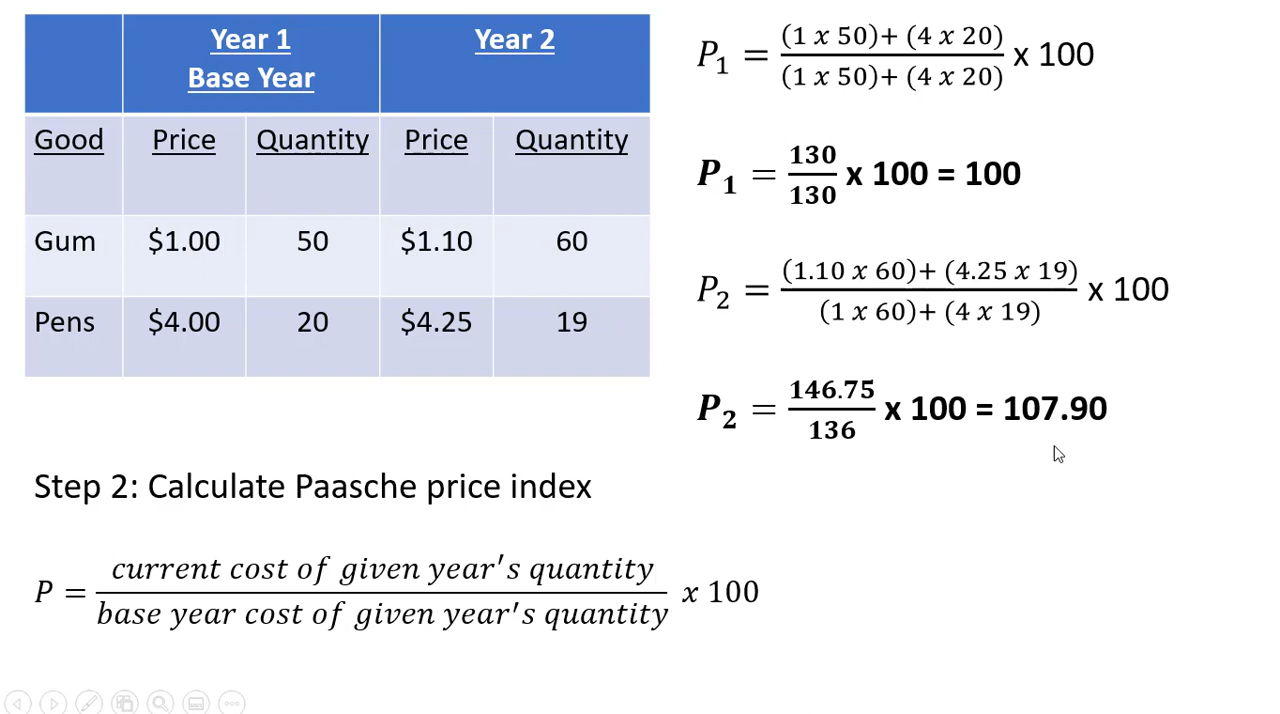 Year 1 Year 2
Base Year
Good Price Quantity Price Quantity
Gum $1.00 50 $1.10 60
Pens $4.00 20 $4.25 19
P₁ = (1 x 50)+ (4 x 20) / (1 x 50)+ (4 x 20) x 100
P₁ = 130 / 130 x 100 = 100
P₂ = (1.10 x 60)+ (4.25 x 19) / (1 x 60)+ (4 x 19) x 100
P₂ = 146.75 / 136 x 100 = 107.90
Step 2: Calculate Paasche price index
P = current cost of given year's quantity / base year cost of given year's quantity x 100